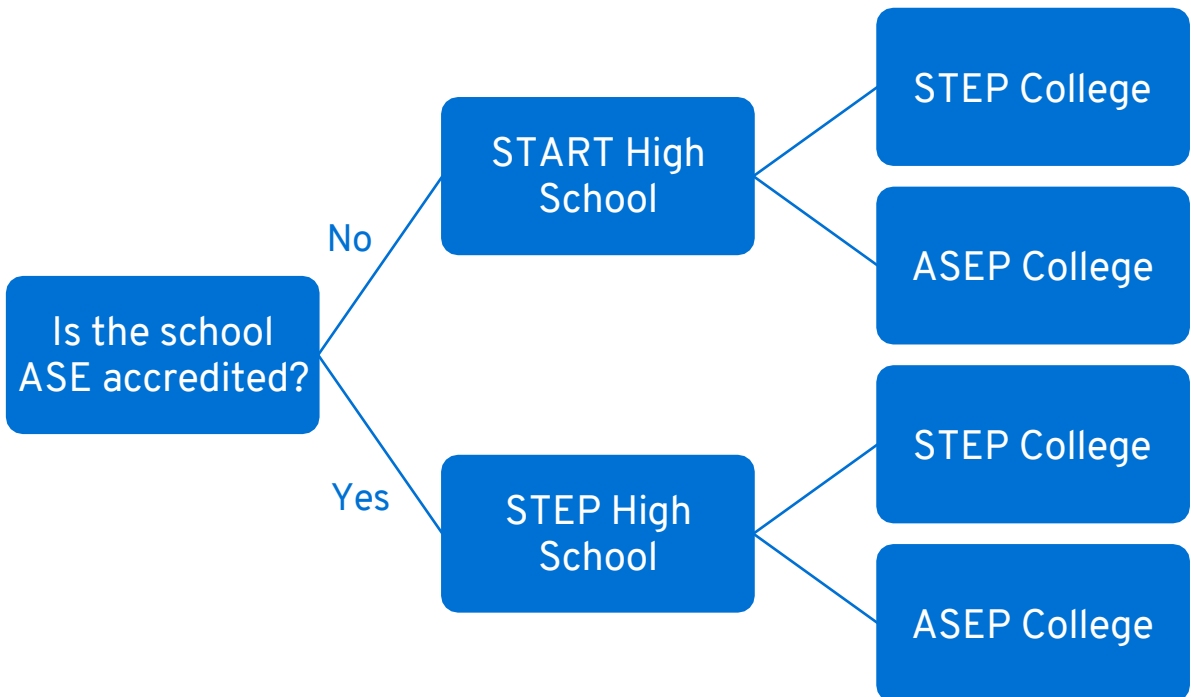 Is the school
ASE accredited?
No
START High
School
STEP College
ASEP College
Yes
STEP High
School
STEP College
ASEP College